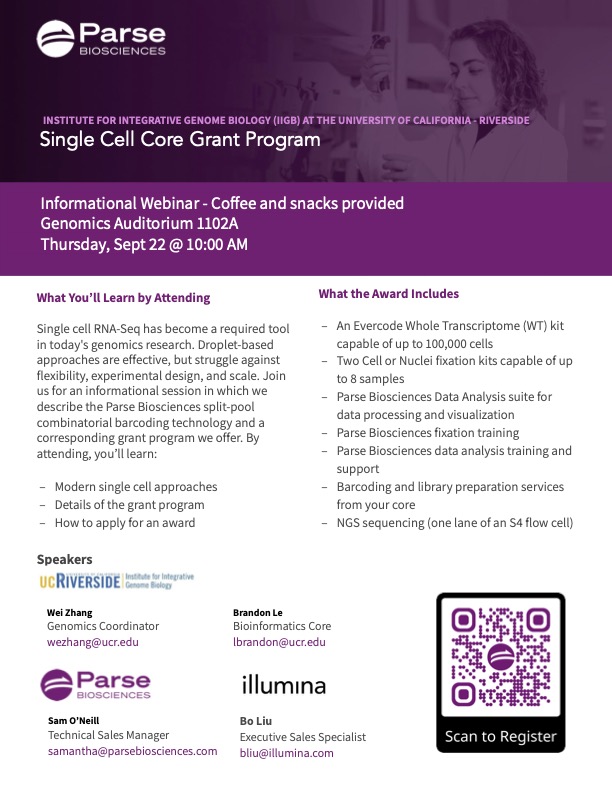 Parse
BIOSCIENCES
INSTITUTE FOR INTEGRATIVE GENOME BIOLOGY (IIGB) AT THE UNIVERSITY OF CALIFORNIA - RIVERSIDE
Single Cell Core Grant Program
Informational Webinar - Coffee and snacks provided
Genomics Auditorium 1102A
Thursday, Sept 22 @ 10:00 AM
What You'll Learn by Attending
Single cell RNA-Seq has become a required tool
in today's genomics research. Droplet-based
approaches are effective, but struggle against
flexibility, experimental design, and scale. Join
us for an informational session in which we
describe the Parse Biosciences split-pool
combinatorial barcoding technology and a
corresponding grant program we offer. By
attending, you'll learn:
– Modern single cell approaches
– Details of the grant program
– How to apply for an award
What the Award Includes
– An Evercode Whole Transcriptome (WT) kit
capable of up to 100,000 cells
– Two Cell or Nuclei fixation kits capable of up
to 8 samples
– Parse Biosciences Data Analysis suite for
data processing and visualization
– Parse Biosciences fixation training
– Parse Biosciences data analysis training and
support
– Barcoding and library preparation services
from your core
– NGS sequencing (one lane of an S4 flow cell)
Speakers
UCRIVERSIDE
Institute for Integrative
Genome Biology
Wei Zhang
Genomics Coordinator
wezhang@ucr.edu
Brandon Le
Bioinformatics Core
lbrandon@ucr.edu
Parse
BIOSCIENCES
Sam O'Neill
Technical Sales Manager
samantha@parsebiosciences.com
illumina
Bo Liu
Executive Sales Specialist
bliu@illumina.com
Scan to Register